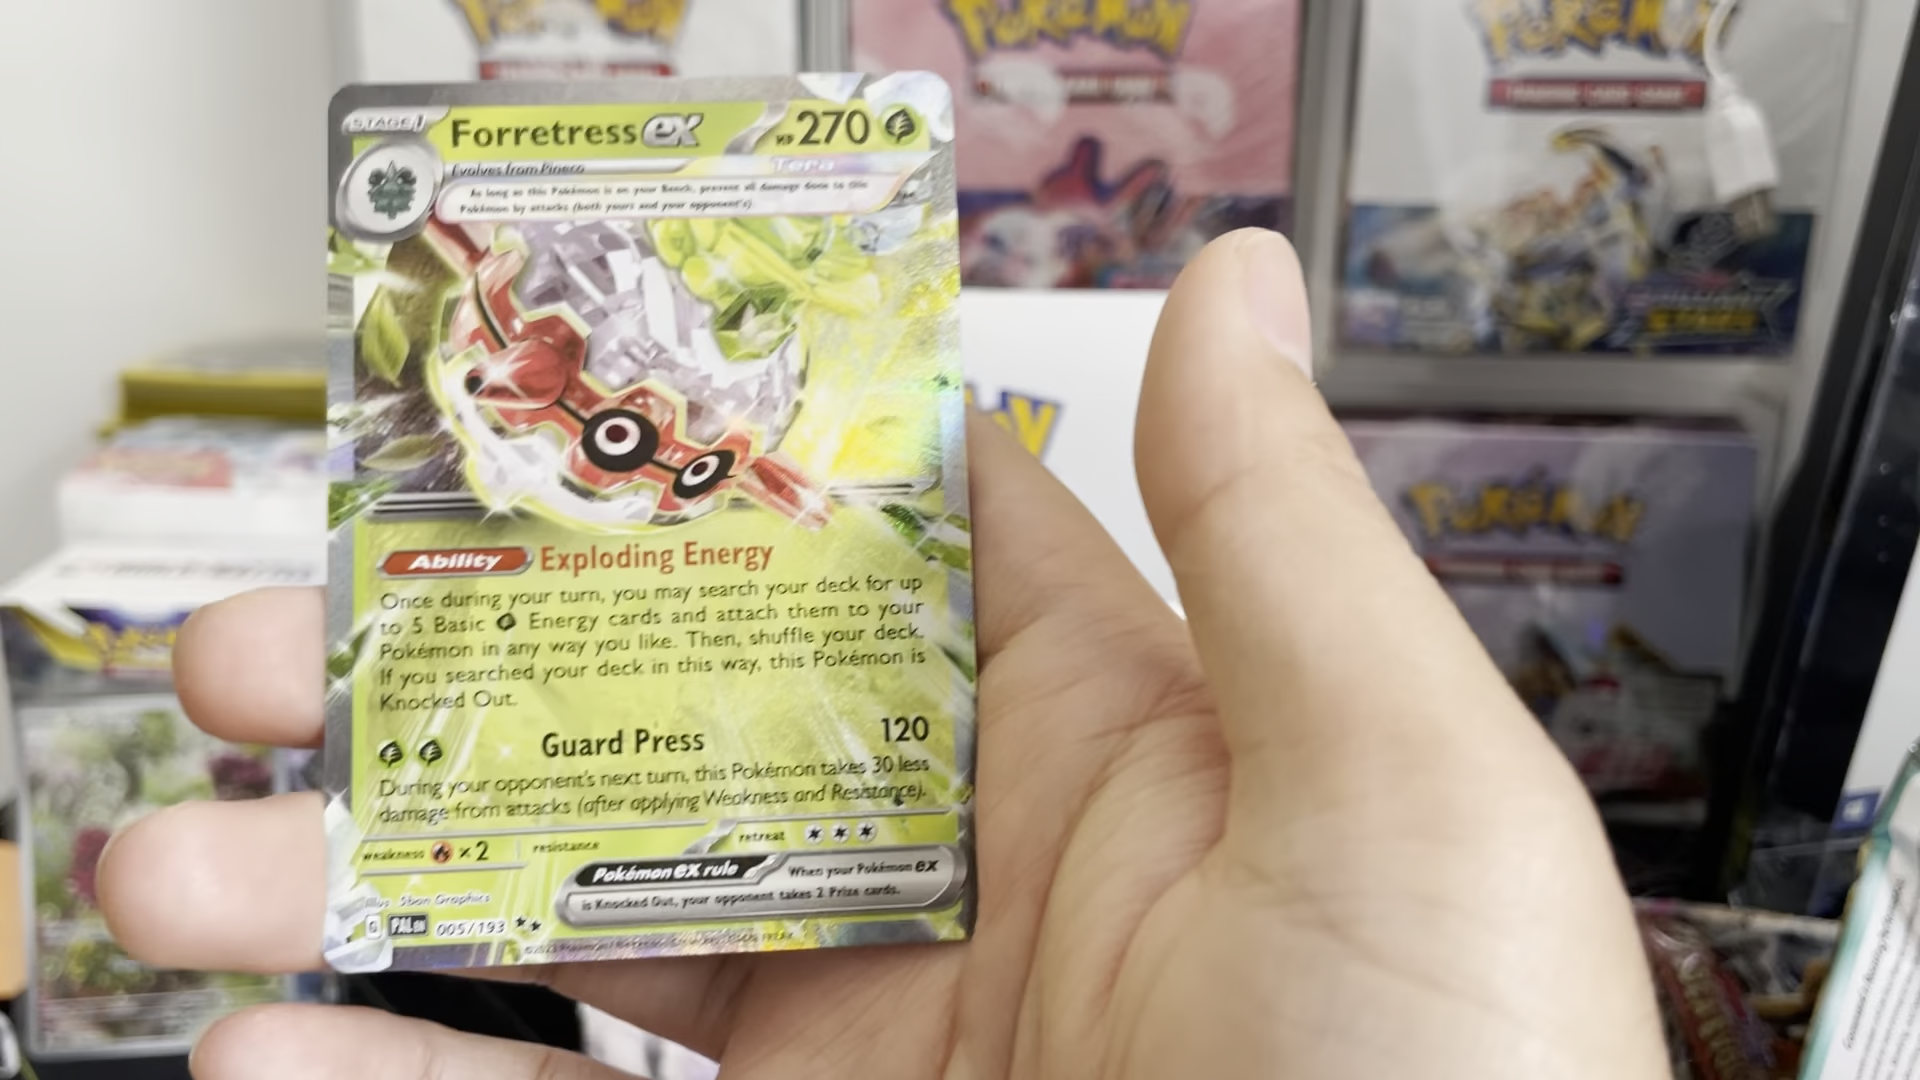 POKÉMON
POKÉMON
POKÉMON
STAGE 1
Forretress ex
HP 270
Evolves from Pineco
Tera
As long as this Pokémon is on your Bench, prevent all damage done to this
Pokémon by attacks (both yours and your opponent's).
Ability Exploding Energy
Once during your turn, you may search your deck for up
to 5 Basic Energy cards and attach them to your
Pokémon in any way you like. Then, shuffle your deck.
If you searched your deck in this way, this Pokémon is
Knocked Out.
Guard Press 120
During your opponent's next turn, this Pokémon takes 30 less
damage from attacks (after applying Weakness and Resistance).
weakness ×2 resistance retreat
Pokémon ex rule When your Pokémon ex
is Knocked Out, your opponent takes 2 Prize cards.
Illus. 5ban Graphics
G PAL EN 005/193
POKÉMON
STARS